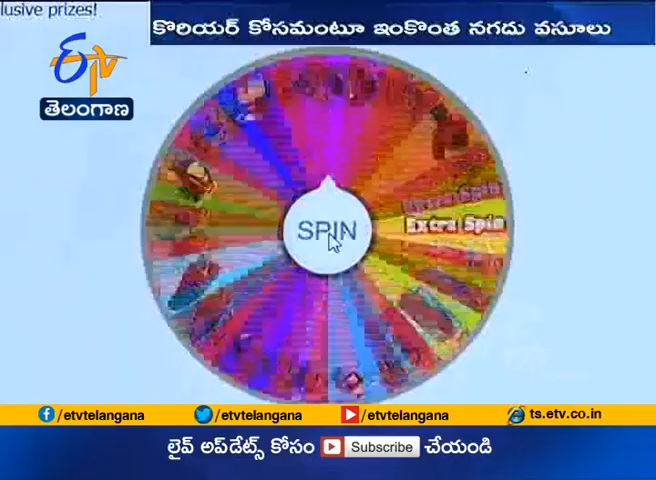 lusive prizes!
కొరియర్ కోసమంటూ ఇంకొంత నగదు వసూలు
ETV
తెలంగాణ
Extra Spin
Extra Spin
SPIN
/etvtelangana /etvtelangana /etvtelangana ts.etv.co.in
లైవ్ అప్‌డేట్స్ కోసం Subscribe చేయండి